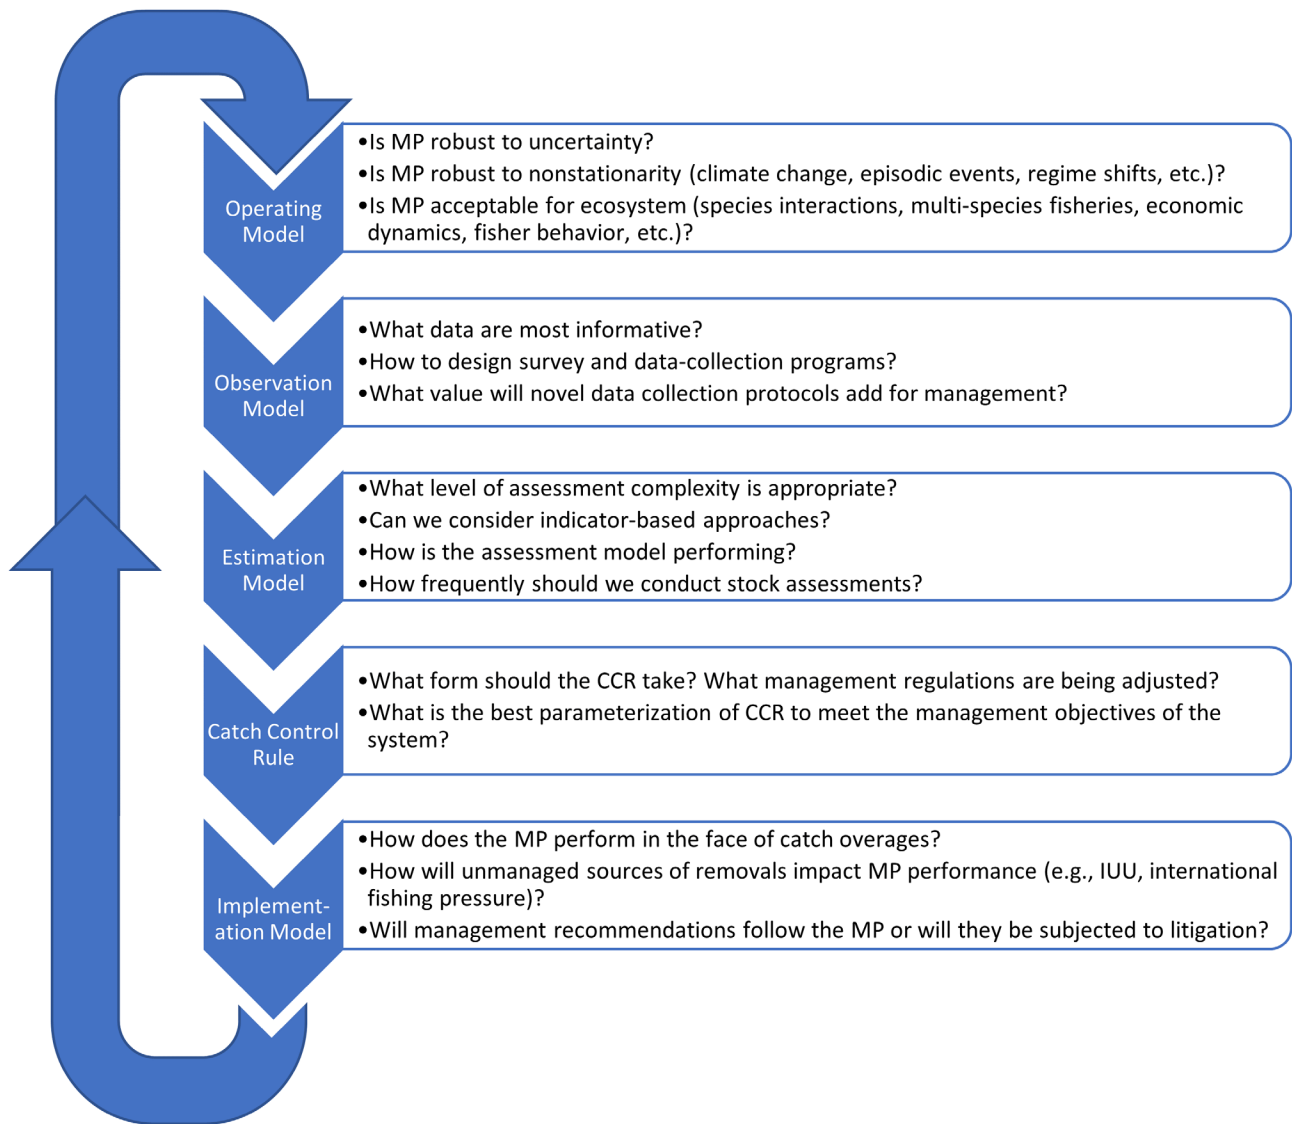 Operating
Model
•Is MP robust to uncertainty?
•Is MP robust to nonstationarity (climate change, episodic events, regime shifts, etc.)?
•Is MP acceptable for ecosystem (species interactions, multi-species fisheries, economic
dynamics, fisher behavior, etc.)?
Observation
Model
•What data are most informative?
•How to design survey and data-collection programs?
•What value will novel data collection protocols add for management?
Estimation
Model
•What level of assessment complexity is appropriate?
•Can we consider indicator-based approaches?
•How is the assessment model performing?
•How frequently should we conduct stock assessments?
Catch Control
Rule
•What form should the CCR take? What management regulations are being adjusted?
•What is the best parameterization of CCR to meet the management objectives of the
system?
Implement-
ation Model
•How does the MP perform in the face of catch overages?
•How will unmanaged sources of removals impact MP performance (e.g., IUU, international
fishing pressure)?
•Will management recommendations follow the MP or will they be subjected to litigation?